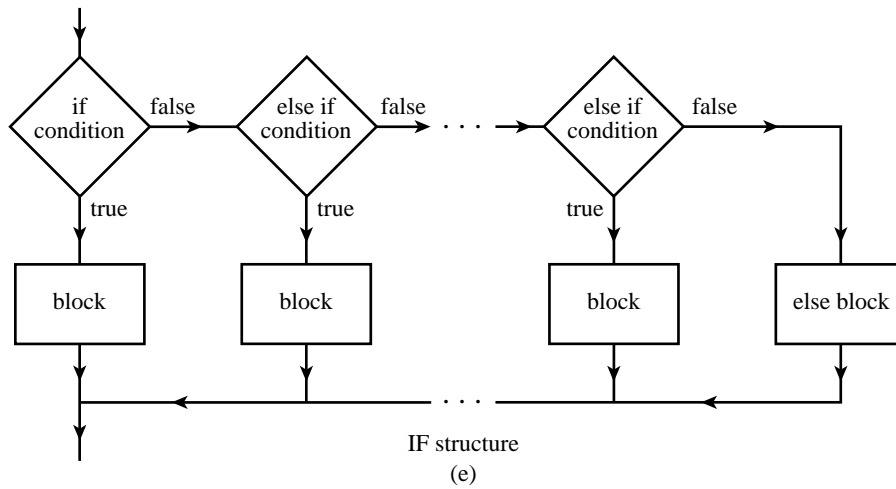 if
condition
false
else if
condition
false
. . .
else if
condition
false
true
true
true
block
block
block
else block
. . .
IF structure
(e)